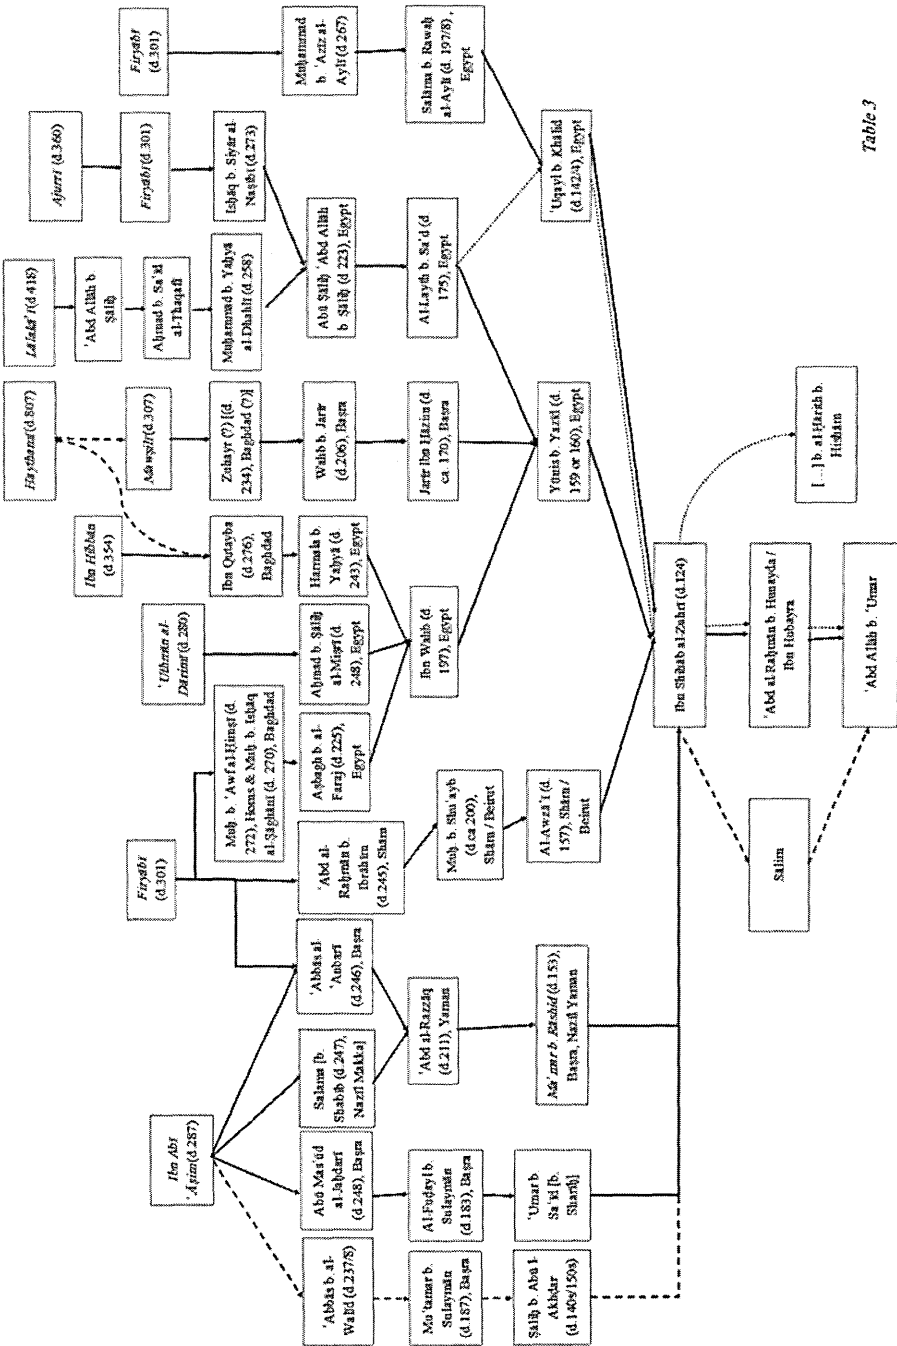 Firyābī
(d.301)
Muḥammad
b. ʿAzīz al-
Aylī (d.267)
Salāma b. Rawaḥ
al-Aylī (d. 197/8) ,
Egypt
Ajurrī (d.360)
Firyābī (d.301)
Isḥāq b. Siyār al-
Naṣībī (d.273)
ʿUqayl b. Khālid
(d.142/4), Egypt
Lālakāʾī (d.418)
ʿAbd Allāh b.
Ṣāliḥ
Aḥmad b. Saʿīd
al-Thaqafī
Muḥammad b. Yaḥyā
al-Dhahlī (d.258)
Abū Ṣāliḥ ʿAbd Allāh
b. Ṣāliḥ (d 223), Egypt
Al-Layth b. Saʿd (d.
175), Egypt
Haythamī (d.807)
Mawṣilī (d.307)
Zuhayr (?) [(d.
234), Baghdad (?)]
Wahb b. Jarīr
(d.206), Baṣra
Jarīr Ibn Ḥāzim (d.
ca. 170), Baṣra
Yūnis b. Yazīd (d.
159 or 160), Egypt
Ibn Ḥibbān
(d.354)
Ibn Qutayba
(d.276),
Baghdad
Ḥarmala b.
Yaḥyā (d.
243), Egypt
ʿUthmān al-
Dārimī (d.280)
Aḥmad b. Ṣāliḥ
al-Miṣrī (d.
248), Egypt
Ibn Wahb (d.
197), Egypt
Muḥ. b. ʿAwf al-Ḥimṣī (d.
272), Homs & Muḥ. b. Isḥāq
al-Ṣaghānī (d. 270), Baghdad
Aṣbagh b. al-
Faraj (d.225),
Egypt
Firyābī
(d.301)
ʿAbd al-
Raḥmān b.
Ibrāhīm
(d.245), Shām
Muḥ. b. Shuʿayb
(d ca 200),
Shām / Beirut
Al-Awzāʿī (d.
157), Shām /
Beirut
ʿAbbās al-
ʿAnbarī
(d.246), Baṣra
Ibn Abī
ʿĀṣim (d.287)
Salama [b.
Shabīb (d.247),
Nazīl Makka]
ʿAbd al-Razzāq
(d.211), Yaman
Maʿmar b. Rāshid (d.153),
Baṣra, Nazīl Yaman
Abū Masʿūd
al-Jaḥdarī
(d.248), Baṣra
Al-Fuḍayl b.
Sulaymān
(d.183), Baṣra
ʿUmar b.
Saʿīd [b.
Sharīḥ]
ʿAbbās b. al-
Walīd (d.237/8)
Muʿtamar b.
Sulaymān
(d.187), Baṣra
Ṣāliḥ b. Abū l-
Akhḍar
(d.140s/150s)
Ibn Shihāb al-Zuhrī (d.124)
[...] b. al-Ḥārith b.
Hishām
ʿAbd al-Raḥmān b. Hunayda /
Ibn Hubayra
Sālim
ʿAbd Allāh b. ʿUmar
Table 3